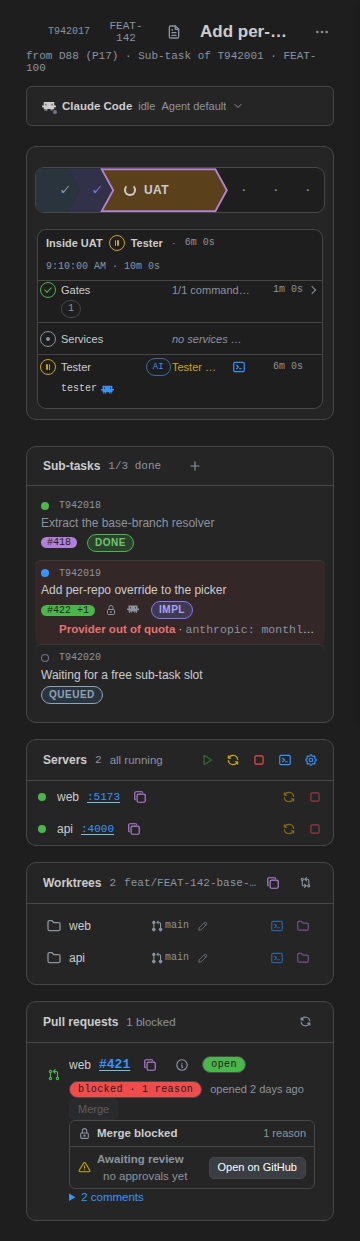 T942017 FEAT-142 Add per-…
from D88 (P17) · Sub-task of T942001 · FEAT-100
Claude Code idle Agent default
UAT
Inside UAT Tester · 6m 0s
9:10:00 AM · 10m 0s
Gates 1/1 command… 1m 0s
1
Services no services …
Tester AI Tester … 6m 0s
tester
Sub-tasks 1/3 done
T942018
Extract the base-branch resolver
#418 DONE
T942019
Add per-repo override to the picker
#422 +1 IMPL
Provider out of quota · anthropic: monthl…
T942020
Waiting for a free sub-task slot
QUEUED
Servers 2 all running
web :5173
api :4000
Worktrees 2 feat/FEAT-142-base-…
web main
api main
Pull requests 1 blocked
web #421 open
blocked · 1 reason opened 2 days ago
Merge
Merge blocked 1 reason
Awaiting review
no approvals yet
Open on GitHub
2 comments